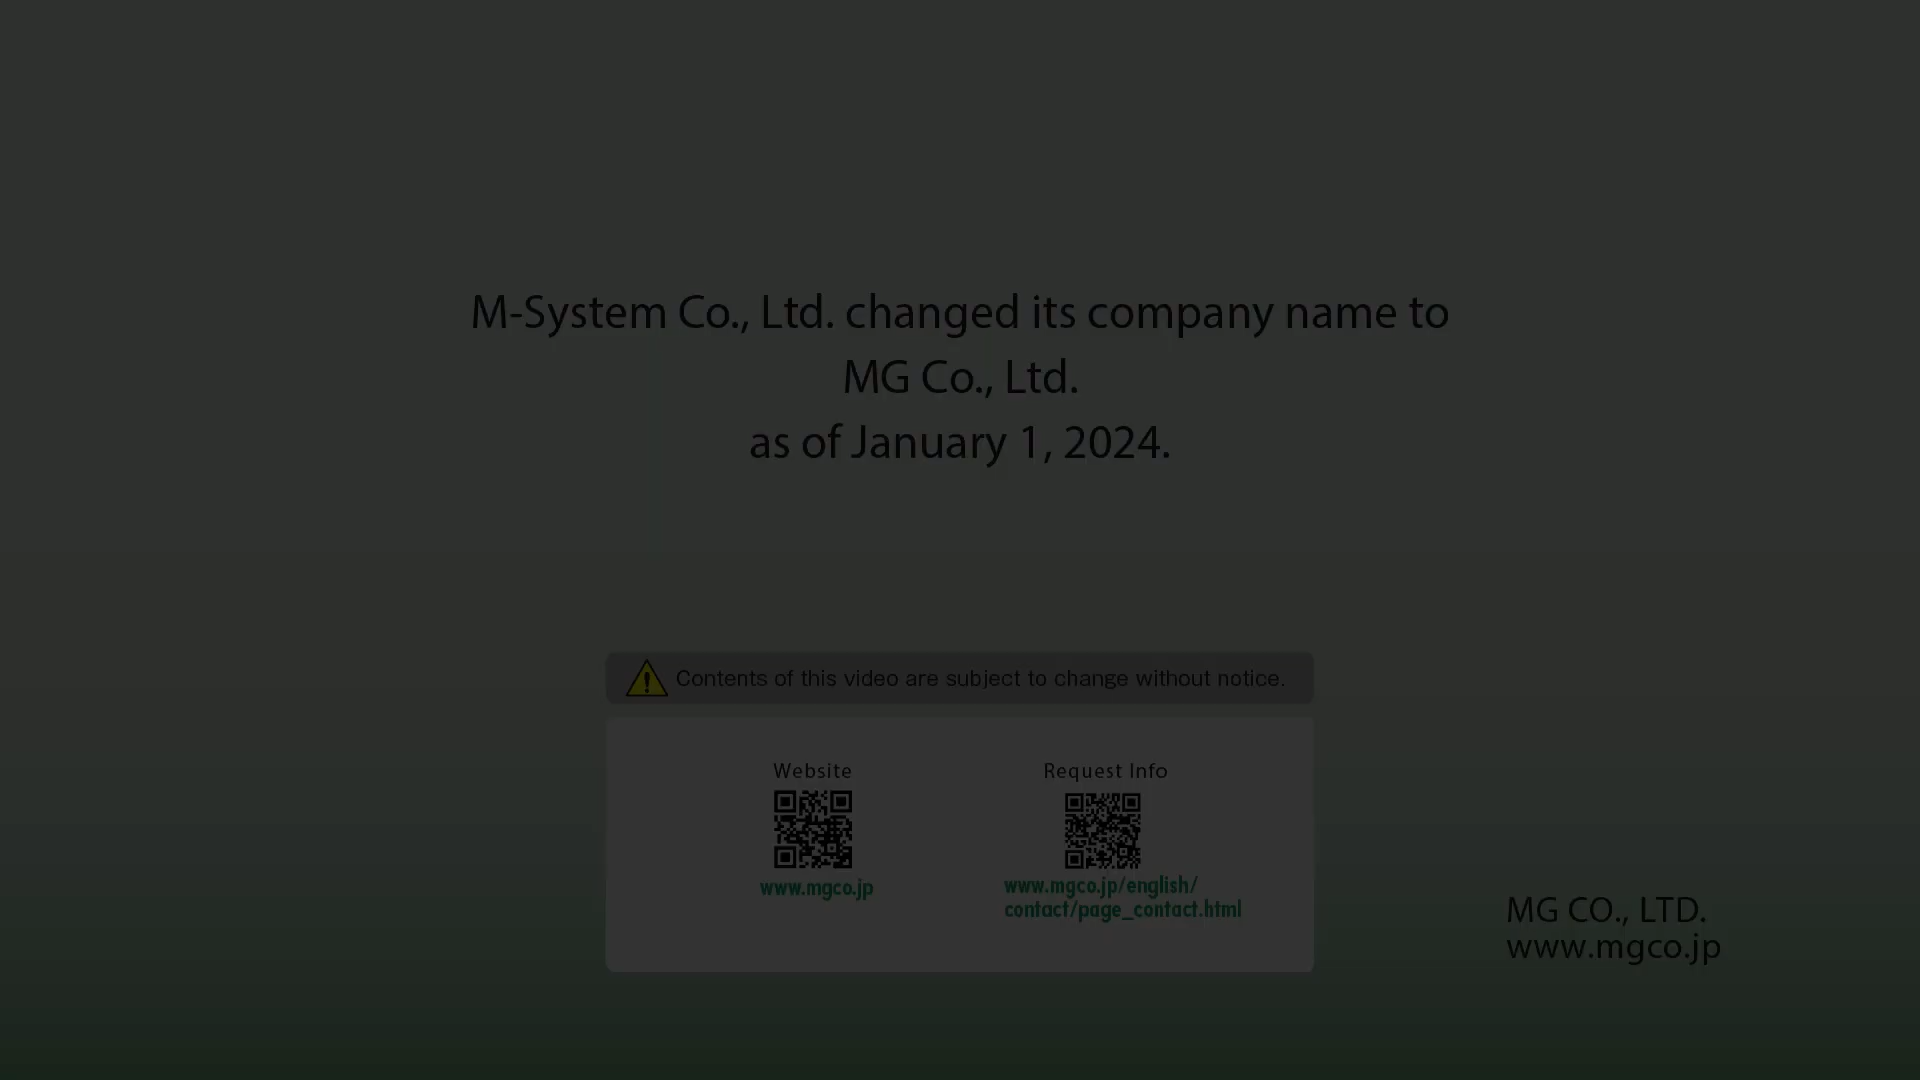 M-System Co., Ltd. changed its company name to
MG Co., Ltd.
as of January 1, 2024.
Contents of this video are subject to change without notice.
Website
www.mgco.jp
Request Info
www.mgco.jp/english/
contact/page_contact.html
MG CO., LTD.
www.mgco.jp